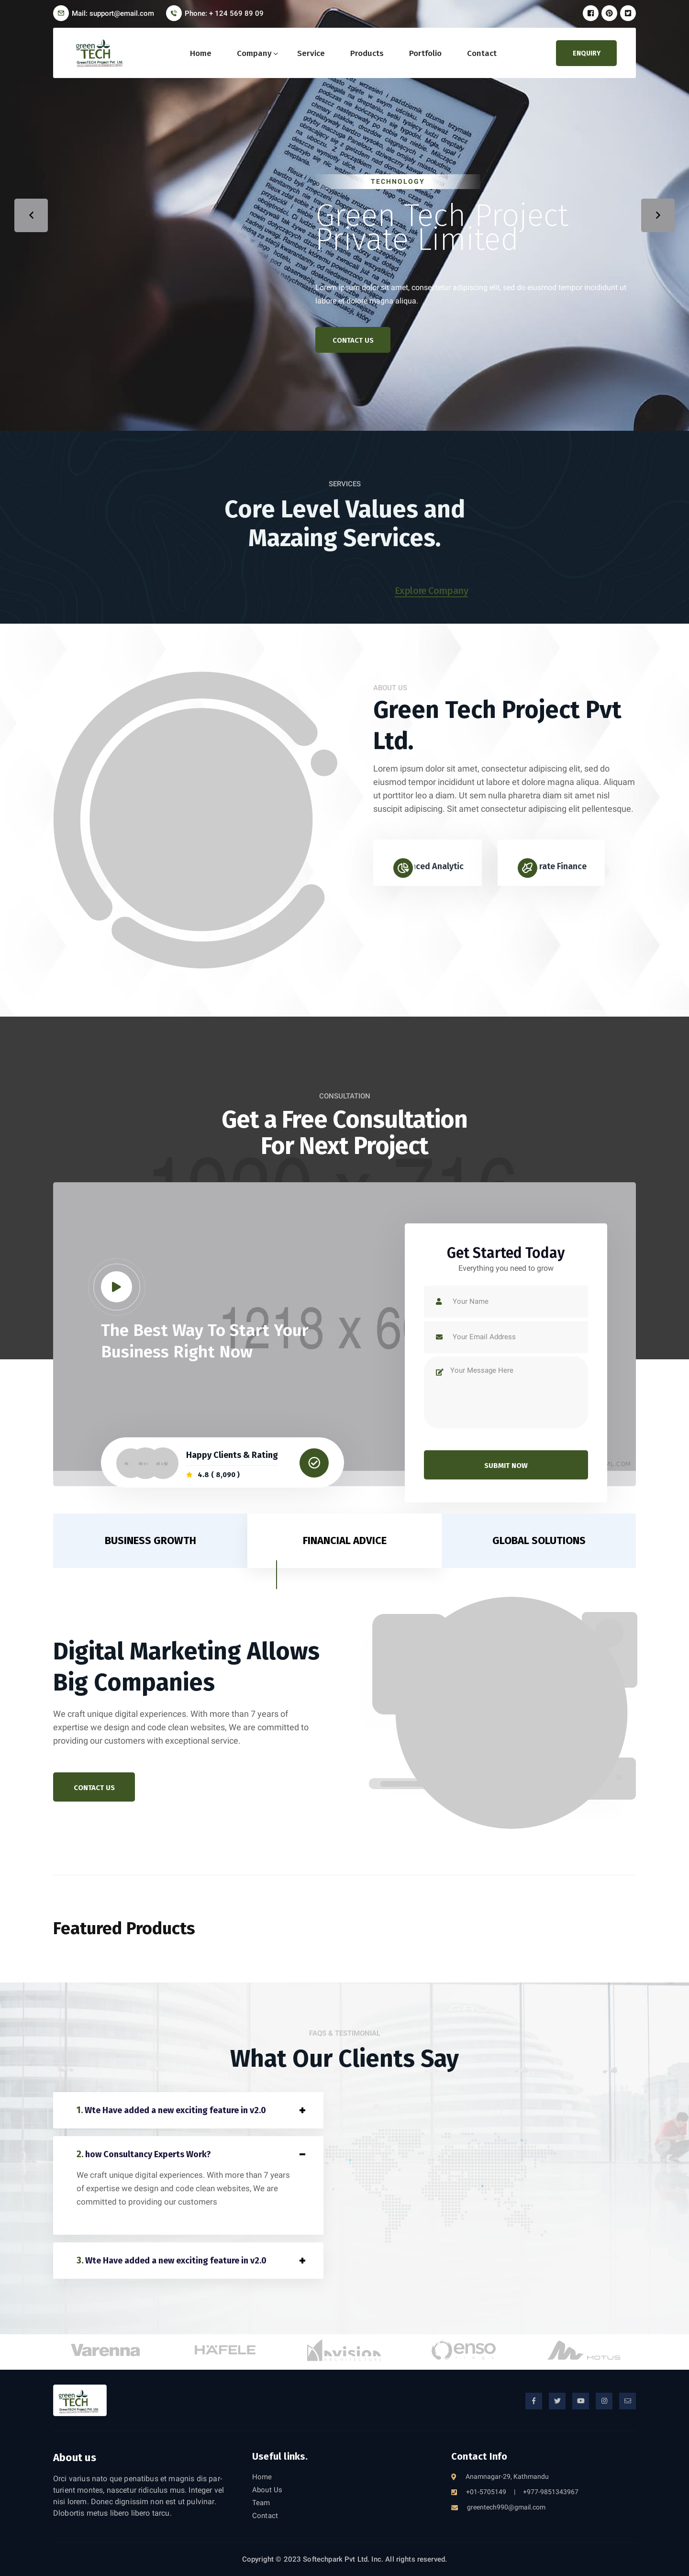 Mail: support@email.com
Phone: + 124 569 89 09
green
TECH
GreenTECH Project Pvt. Ltd.
Home
Company
Service
Products
Portfolio
Contact
ENQUIRY
TECHNOLOGY
Green Tech Project
Private Limited
Lorem ipsum dolor sit amet, consectetur adipiscing elit, sed do eiusmod tempor incididunt ut
labore et dolore magna aliqua.
CONTACT US
SERVICES
Core Level Values and
Mazaing Services.
Explore Company
ABOUT US
Green Tech Project Pvt
Ltd.
Lorem ipsum dolor sit amet, consectetur adipiscing elit, sed do
eiusmod tempor incididunt ut labore et dolore magna aliqua. Aliquam
ut porttitor leo a diam. Ut sem nulla pharetra diam sit amet nisl
suscipit adipiscing. Sit amet consectetur adipiscing elit pellentesque.
ced Analytic
rate Finance
CONSULTATION
Get a Free Consultation
For Next Project
1920 x 716
1218 x 6
The Best Way To Start Your
Business Right Now
Happy Clients & Rating
4.8 ( 8,090 )
Get Started Today
Everything you need to grow
Your Name
Your Email Address
Your Message Here
SUBMIT NOW
BUSINESS GROWTH
FINANCIAL ADVICE
GLOBAL SOLUTIONS
Digital Marketing Allows
Big Companies
We craft unique digital experiences. With more than 7 years of
expertise we design and code clean websites, We are committed to
providing our customers with exceptional service.
CONTACT US
Featured Products
FAQS & TESTIMONIAL
What Our Clients Say
1. Wte Have added a new exciting feature in v2.0
2. how Consultancy Experts Work?
We craft unique digital experiences. With more than 7 years
of expertise we design and code clean websites, We are
committed to providing our customers
3. Wte Have added a new exciting feature in v2.0
Varenna
HÄFELE
nvision
enso
MOTUS
green
TECH
GreenTECH Project Pvt. Ltd.
About us
Orci varius nato que penatibus et magnis dis par-
turient montes, nascetur ridiculus mus. Integer vel
nisi lorem. Donec dignissim non est ut pulvinar.
Dlobortis metus libero libero tarcu.
Useful links.
Home
About Us
Team
Contact
Contact Info
Anamnagar-29, Kathmandu
+01-5705149 | +977-9851343967
greentech990@gmail.com
Copyright © 2023 Softechpark Pvt Ltd. Inc. All rights reserved.